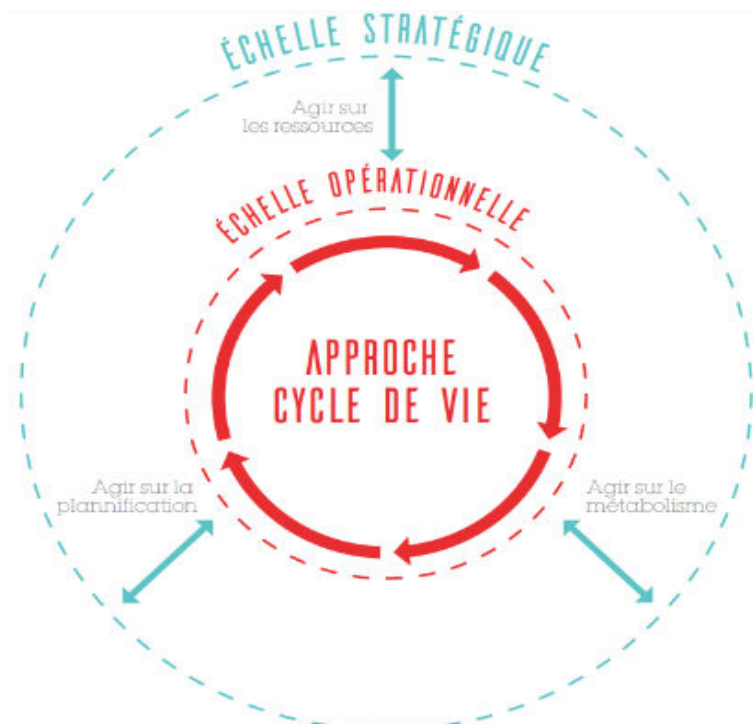 ÉCHELLE STRATÉGIQUE
Agir sur
les ressources
ÉCHELLE OPÉRATIONNELLE
APPROCHE
CYCLE DE VIE
Agir sur la
plannification
Agir sur le
métabolisme